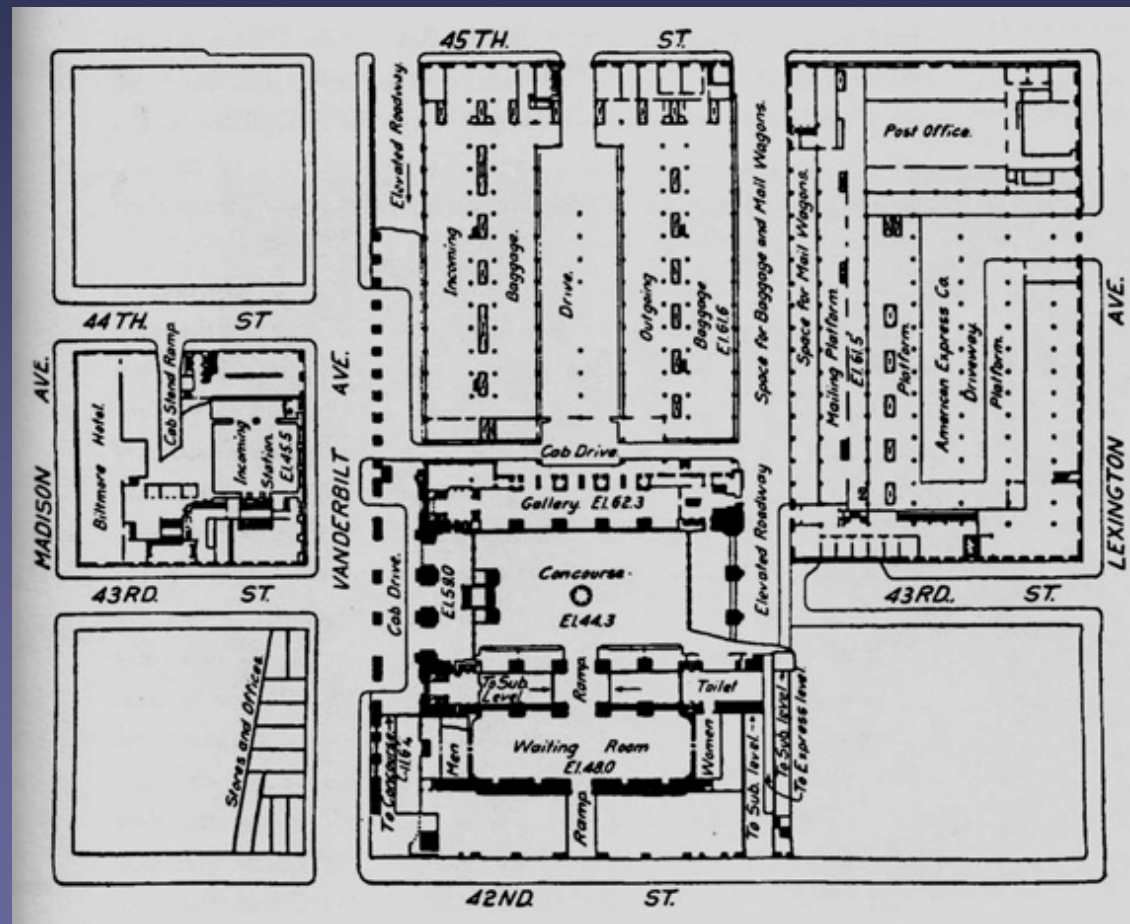 45TH. ST.
Elevated Roadway.
Incoming Baggage.
Drive.
Outgoing Baggage
El. 61.6
Space for Baggage and Mail Wagons.
Space for Mail Wagons.
Mailing Platform
El. 61.5
Post Office.
Platform.
American Express Co.
Driveway.
Platform.
44TH. ST
Cab Stand Ramp
Biltmore Hotel.
Incoming Station.
El. 45.5
MADISON AVE.
VANDERBILT AVE.
LEXINGTON AVE.
Cab Drive.
Gallery El. 62.3
Cab Drive.
El. 59.0
Concourse.
El. 44.3
Elevated Roadway
43RD. ST.
43RD. ST.
Stores and Offices
To Sub. Level
Ramp
Toilet
Men
Waiting Room
El. 48.0
Women
To Concourse
Ramp
To Sub. level.
To Sub level
To Express level.
42ND. ST.